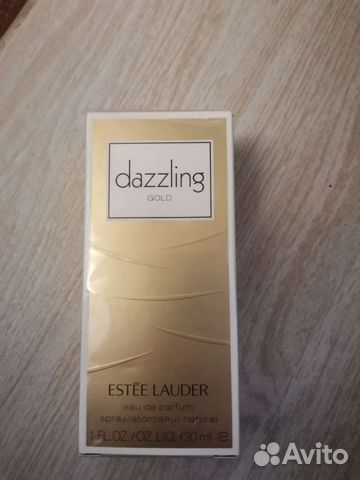 dazzling
GOLD
ESTĒE LAUDER
eau de parfum
spray/atomiseur naturel
1 FL.OZ./OZ.LIQ./30 ml ℮
Avito